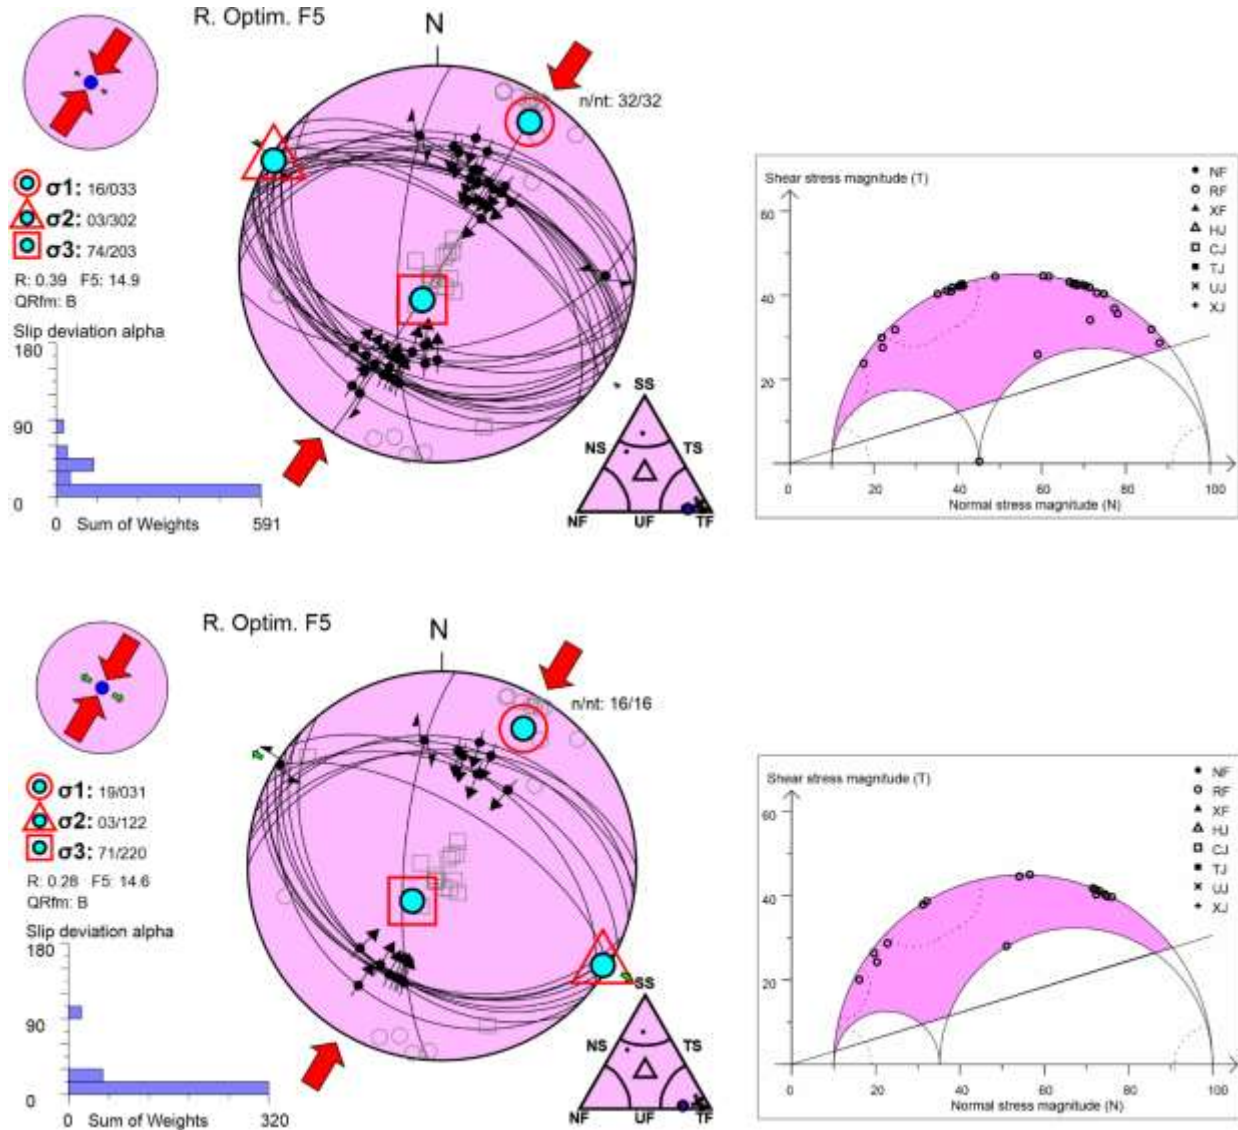 R. Optim. F5
N
n/nt: 32/32
σ1: 16/033
σ2: 03/302
σ3: 74/203
R: 0.39 F5: 14.9
QRfm: B
Slip deviation alpha
180
90
0
0 Sum of Weights 591
SS
NS TS
NF UF TF
Shear stress magnitude (T)
60
40
20
0 20 40 60 80 100
Normal stress magnitude (N)
NF
RF
XF
HJ
CJ
TJ
UJ
XJ
R. Optim. F5
N
n/nt: 16/16
σ1: 19/031
σ2: 03/122
σ3: 71/220
R: 0.28 F5: 14.6
QRfm: B
Slip deviation alpha
180
90
0
0 Sum of Weights 320
SS
NS TS
NF UF TF
Shear stress magnitude (T)
60
40
20
0 20 40 60 80 100
Normal stress magnitude (N)
NF
RF
XF
HJ
CJ
TJ
UJ
XJ